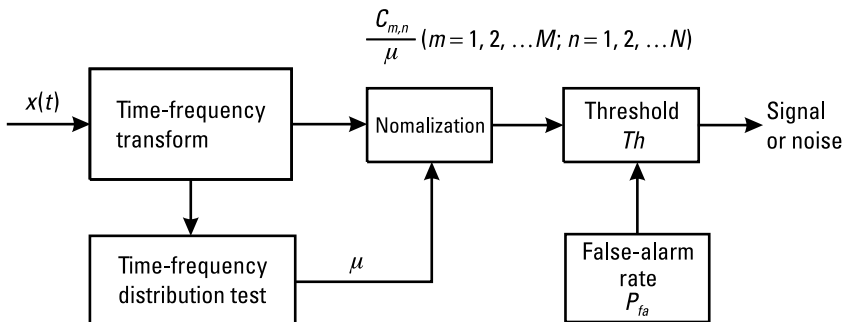 C_{m,n}
μ
(m = 1, 2, …M; n = 1, 2, …N)
x(t)
Time-frequency
transform
Nomalization
Threshold
Th
Signal
or noise
Time-frequency
distribution test
μ
False-alarm
rate
P_{fa}